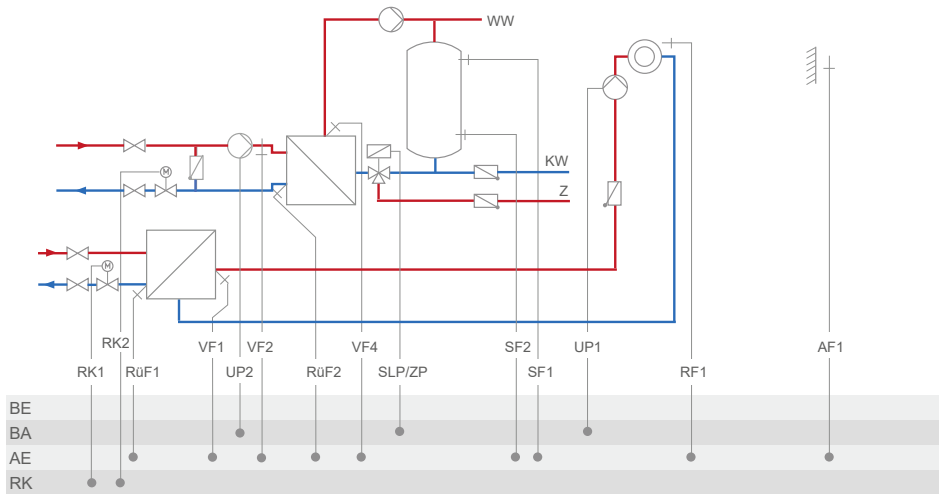 WW
KW
Z
M
M
RK2
VF1
VF2
VF4
SF2
UP1
AF1
RK1
RüF1
UP2
RüF2
SLP/ZP
SF1
RF1
BE
BA
AE
RK